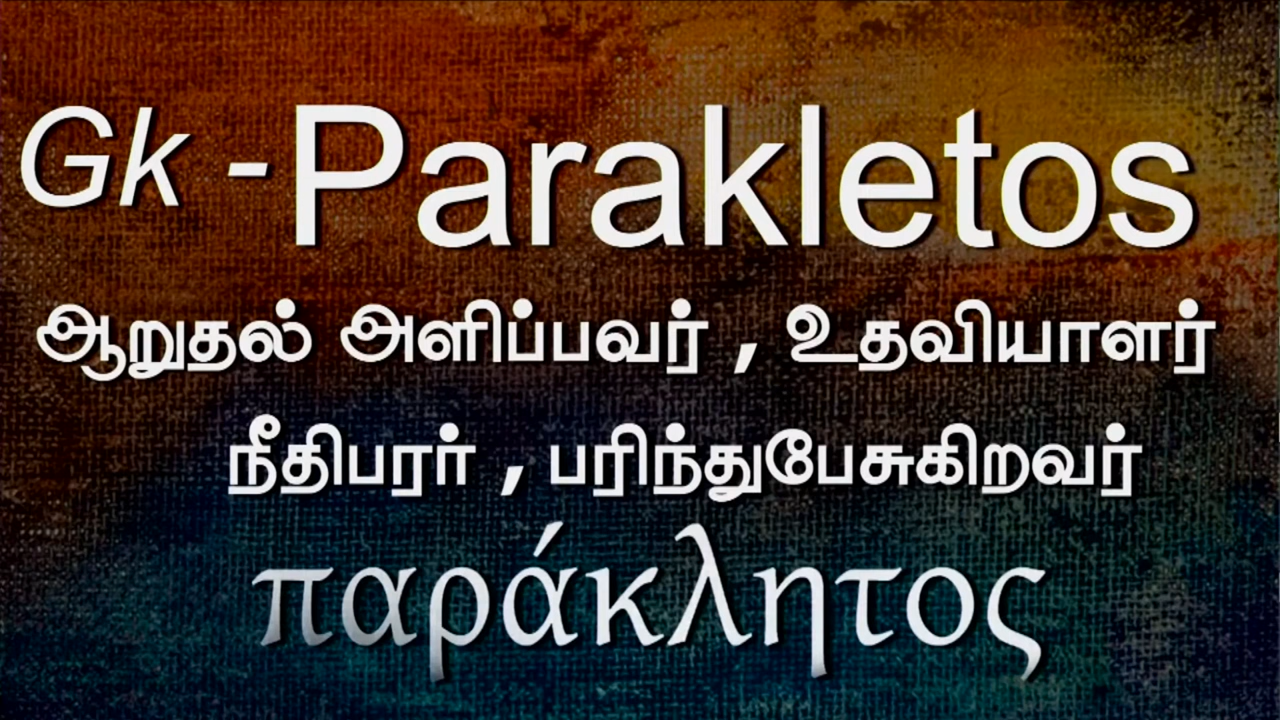 Gk - Parakletos
ஆறுதல் அளிப்பவர் , உதவியாளர்
நீதிபரர் , பரிந்துபேசுகிறவர்
παράκλητος